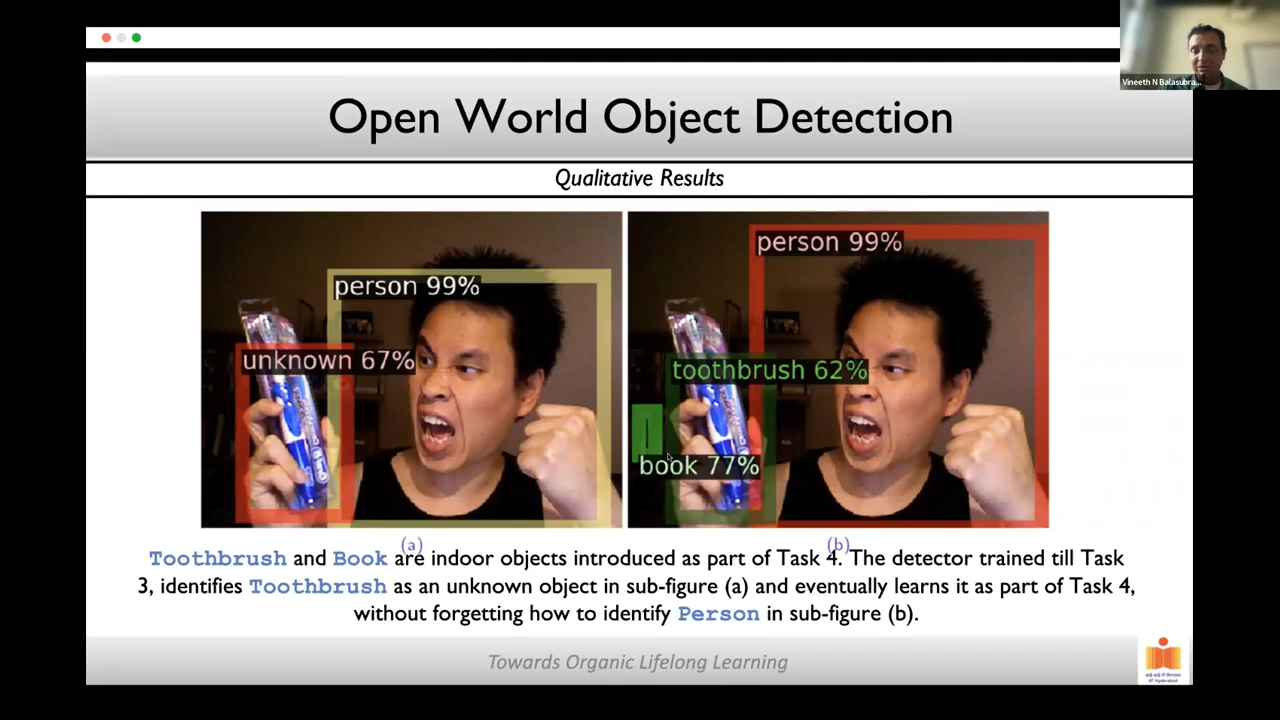 Vineeth N Balasubra...
Open World Object Detection
Qualitative Results
person 99%
unknown 67%
person 99%
toothbrush 62%
book 77%
(a)
(b)
Toothbrush and Book are indoor objects introduced as part of Task 4. The detector trained till Task
3, identifies Toothbrush as an unknown object in sub-figure (a) and eventually learns it as part of Task 4,
without forgetting how to identify Person in sub-figure (b).
Towards Organic Lifelong Learning